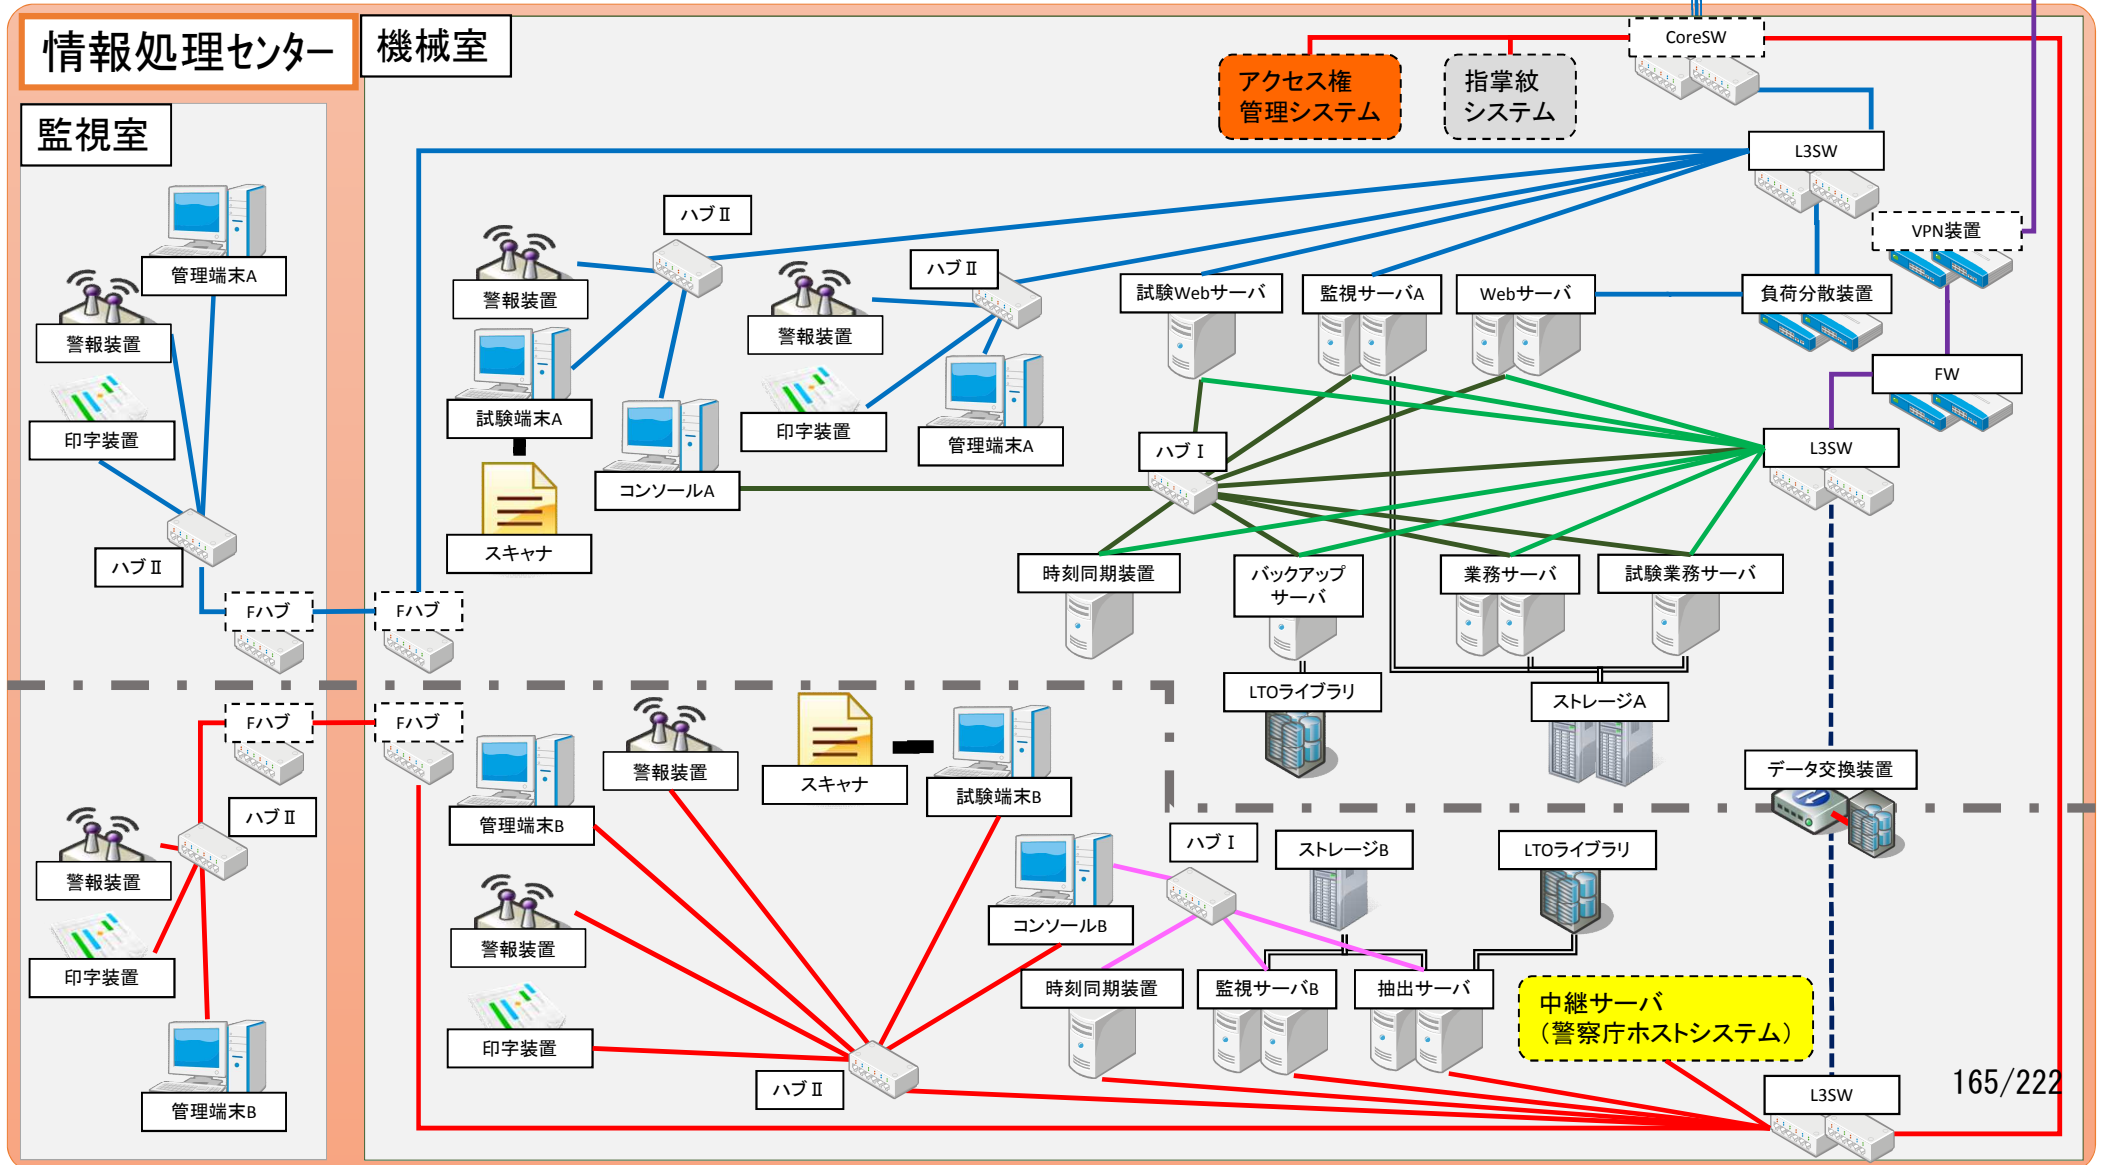 情報処理センター
機械室
CoreSW
アクセス権
管理システム
指掌紋
システム
監視室
L3SW
ハブⅡ
VPN装置
管理端末A
警報装置
ハブⅡ
試験Webサーバ
監視サーバA
Webサーバ
負荷分散装置
警報装置
警報装置
FW
試験端末A
印字装置
印字装置
管理端末A
ハブⅠ
L3SW
コンソールA
スキャナ
ハブⅡ
時刻同期装置
バックアップ
サーバ
業務サーバ
試験業務サーバ
Fハブ
Fハブ
LTOライブラリ
ストレージA
Fハブ
Fハブ
警報装置
スキャナ
試験端末B
データ交換装置
管理端末B
ハブⅡ
ハブⅠ
ストレージB
LTOライブラリ
警報装置
コンソールB
警報装置
印字装置
時刻同期装置
監視サーバB
抽出サーバ
中継サーバ
（警察庁ホストシステム）
印字装置
ハブⅡ
L3SW
165/222
管理端末B